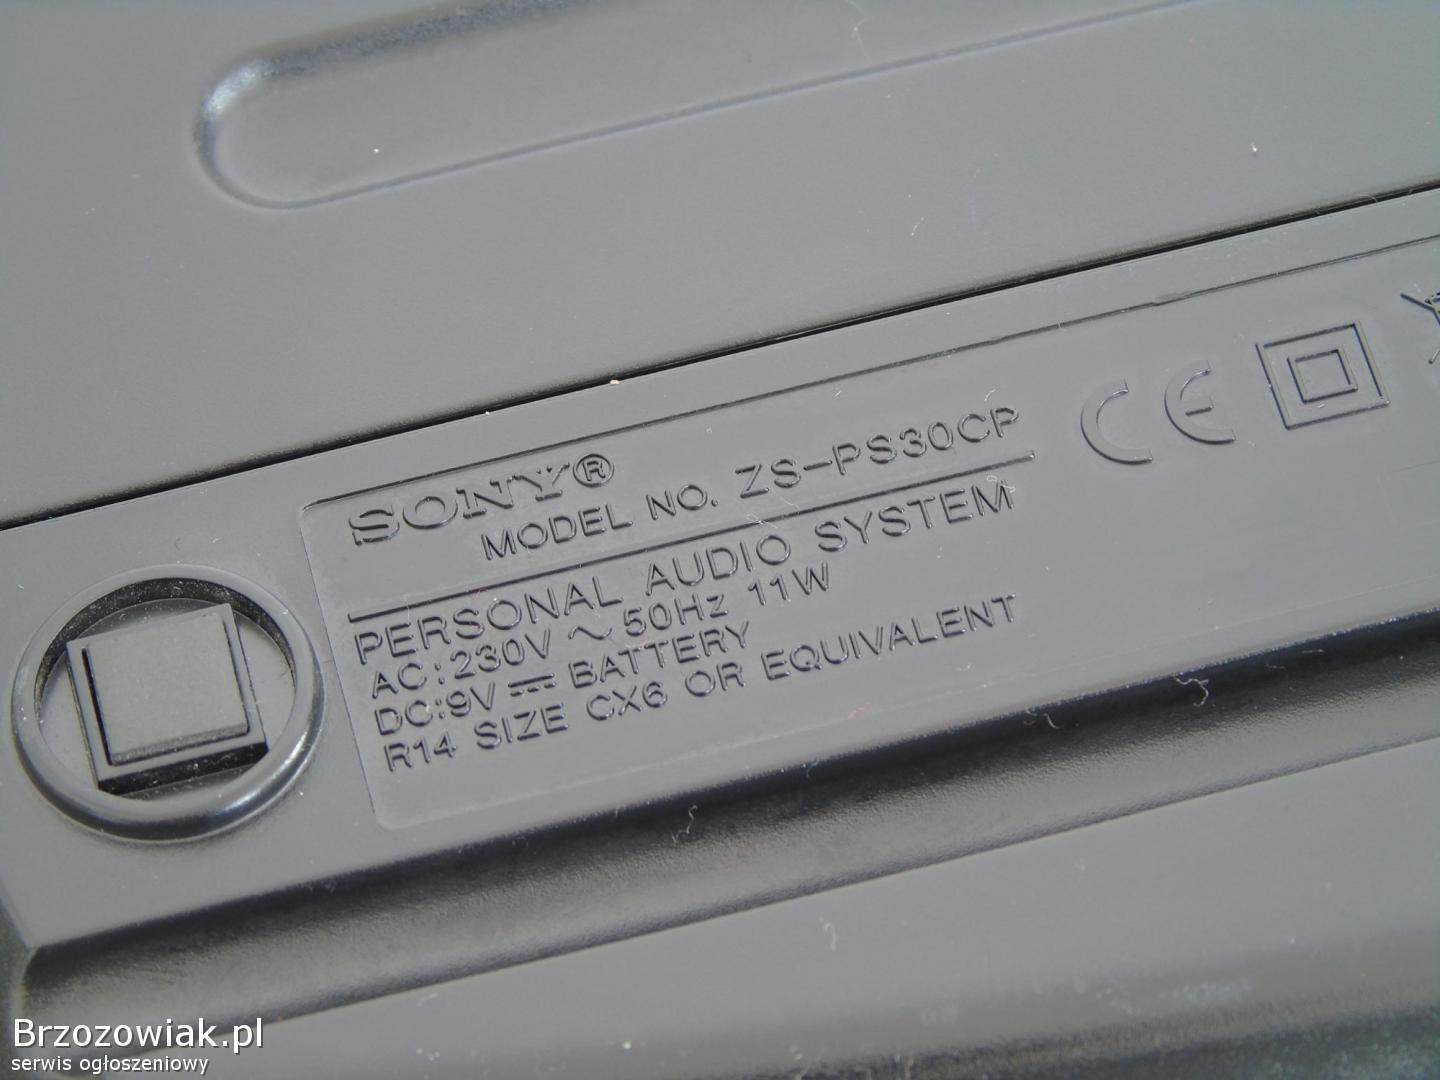 SONY®
MODEL NO. ZS-PS30CP
PERSONAL AUDIO SYSTEM
AC:230V ~ 50Hz 11W
DC:9V ⎓ BATTERY
R14 SIZE CX6 OR EQUIVALENT
CE
Brzozowiak.pl
serwis ogłoszeniowy